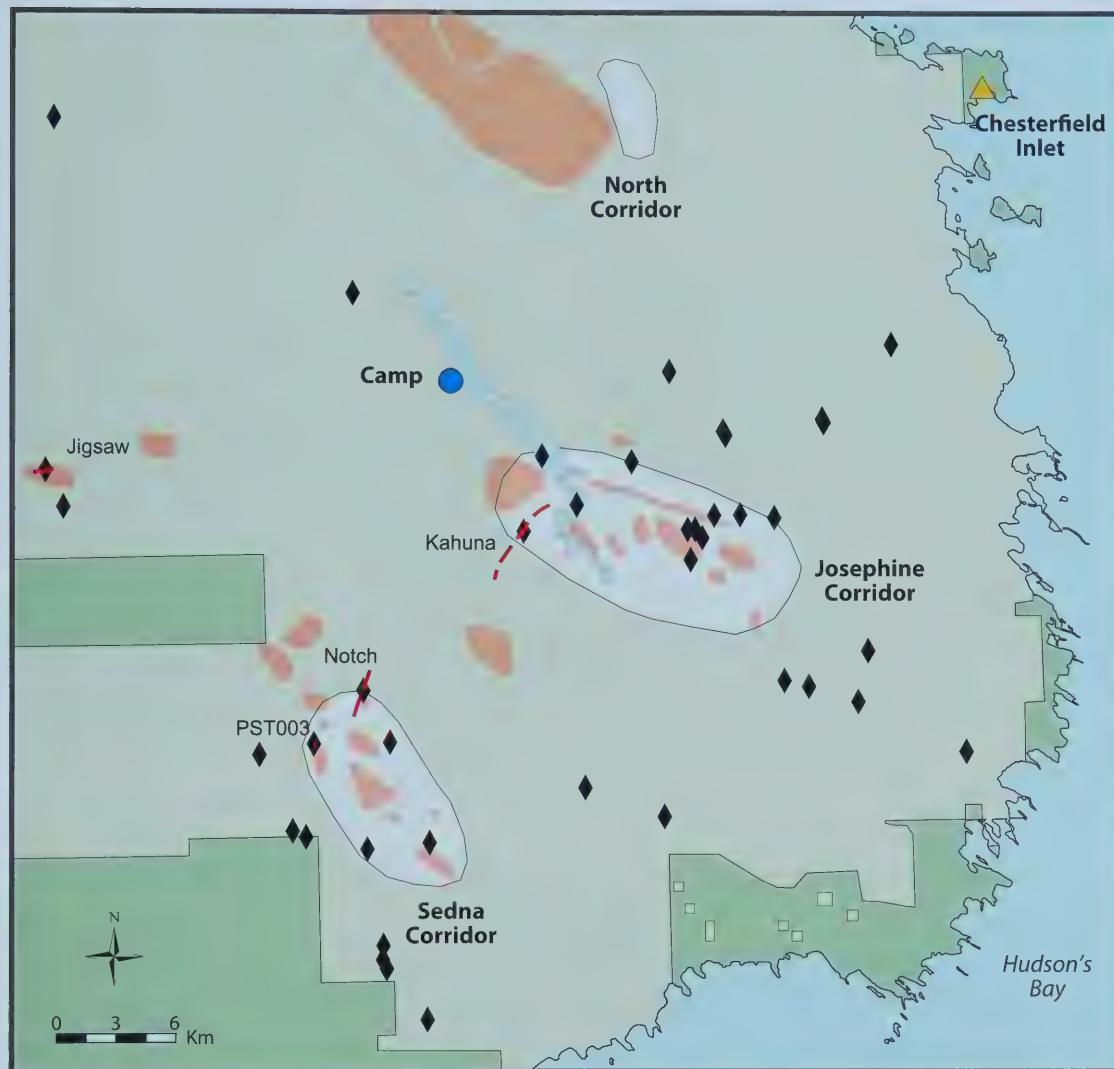 Chesterfield
Inlet
North
Corridor
Camp
Jigsaw
Kahuna
Josephine
Corridor
Notch
PST003
Sedna
Corridor
N
Hudson's
Bay
0 3 6 Km